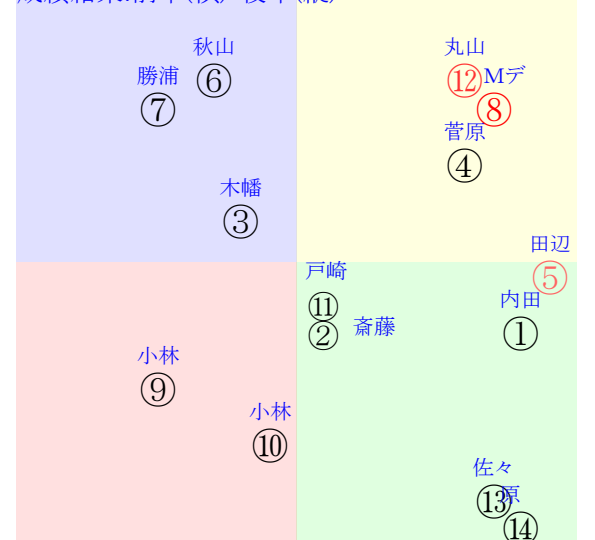 秋山
⑥
勝浦
⑦
木幡
③
丸山
⑫
Mデ
⑧
菅原
④
田辺
⑤
戸崎
⑪
②
斎藤
内田
①
小林
⑨
小林
⑩
佐々
⑬
原
⑭